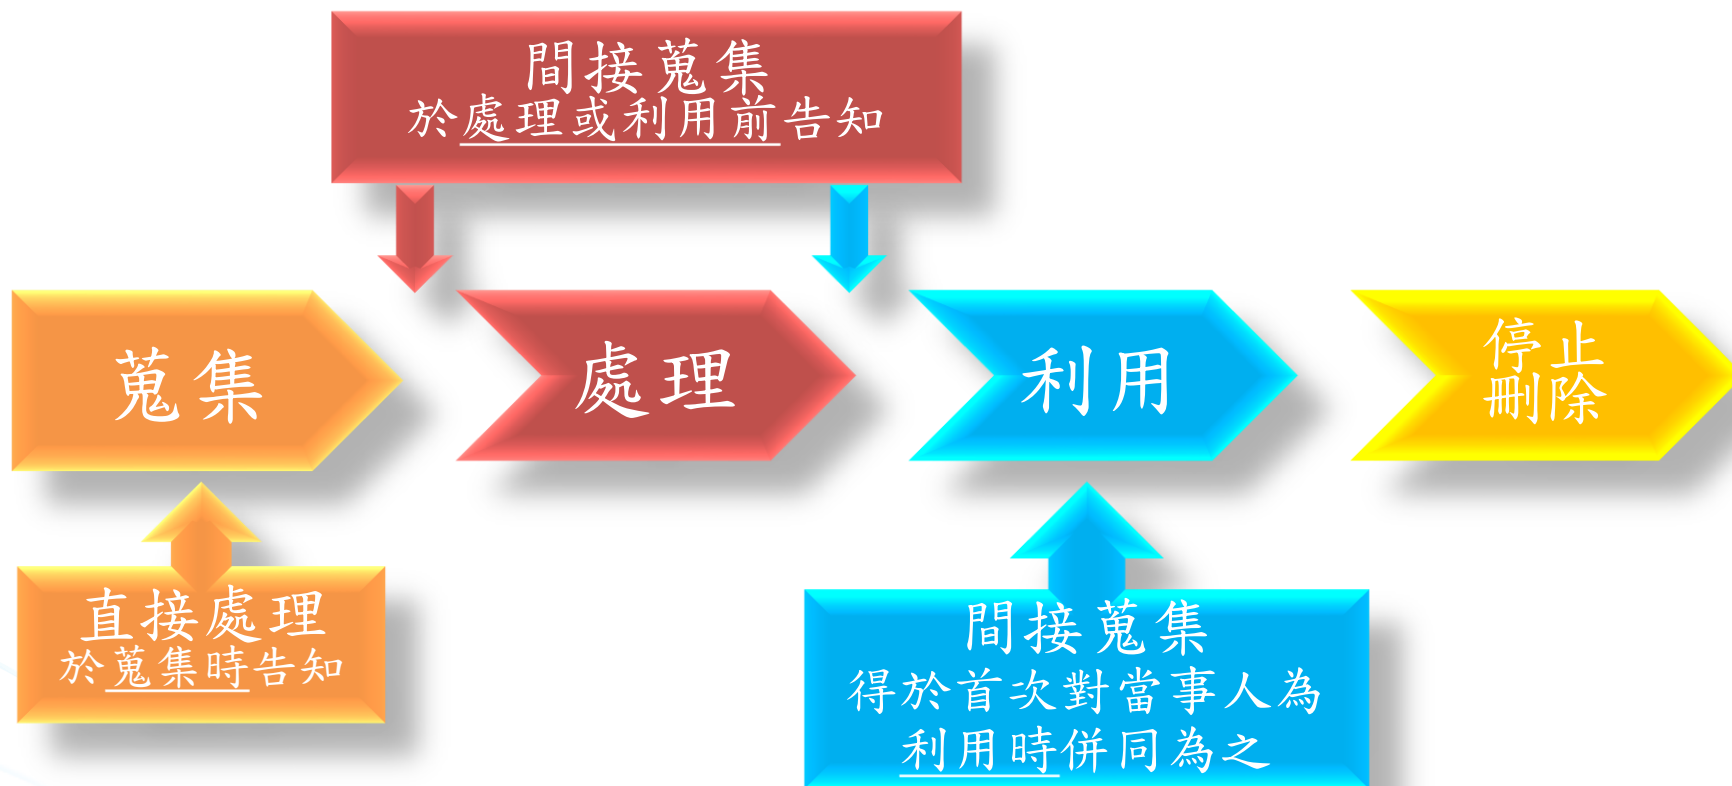 間接蒐集
於處理或利用前告知
蒐集
處理
利用
停止
刪除
直接處理
於蒐集時告知
間接蒐集
得於首次對當事人為
利用時併同為之